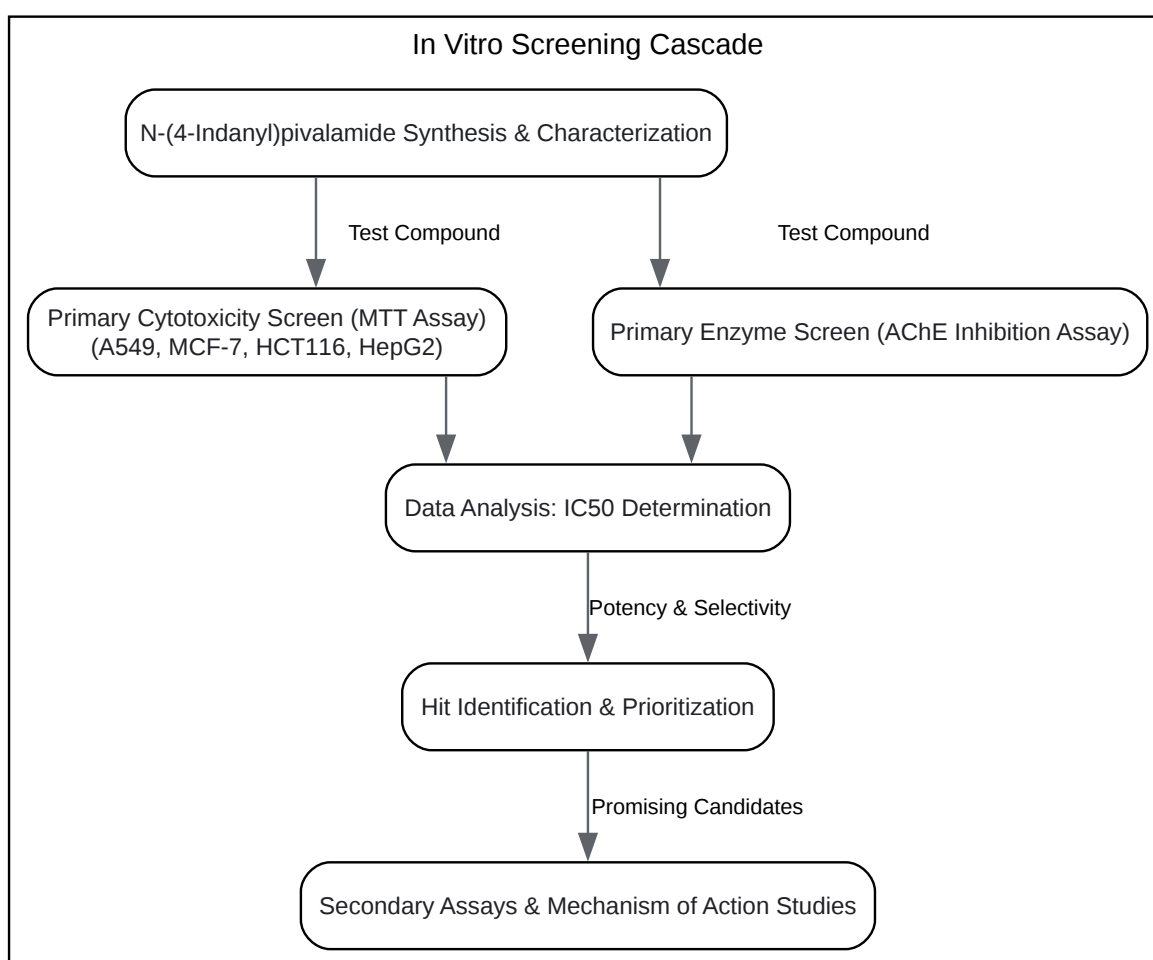 In Vitro Screening Cascade
N-(4-Indanyl)pivalamide Synthesis & Characterization
Test Compound
Test Compound
Primary Cytotoxicity Screen (MTT Assay)
(A549, MCF-7, HCT116, HepG2)
Primary Enzyme Screen (AChE Inhibition Assay)
Data Analysis: IC50 Determination
Potency & Selectivity
Hit Identification & Prioritization
Promising Candidates
Secondary Assays & Mechanism of Action Studies